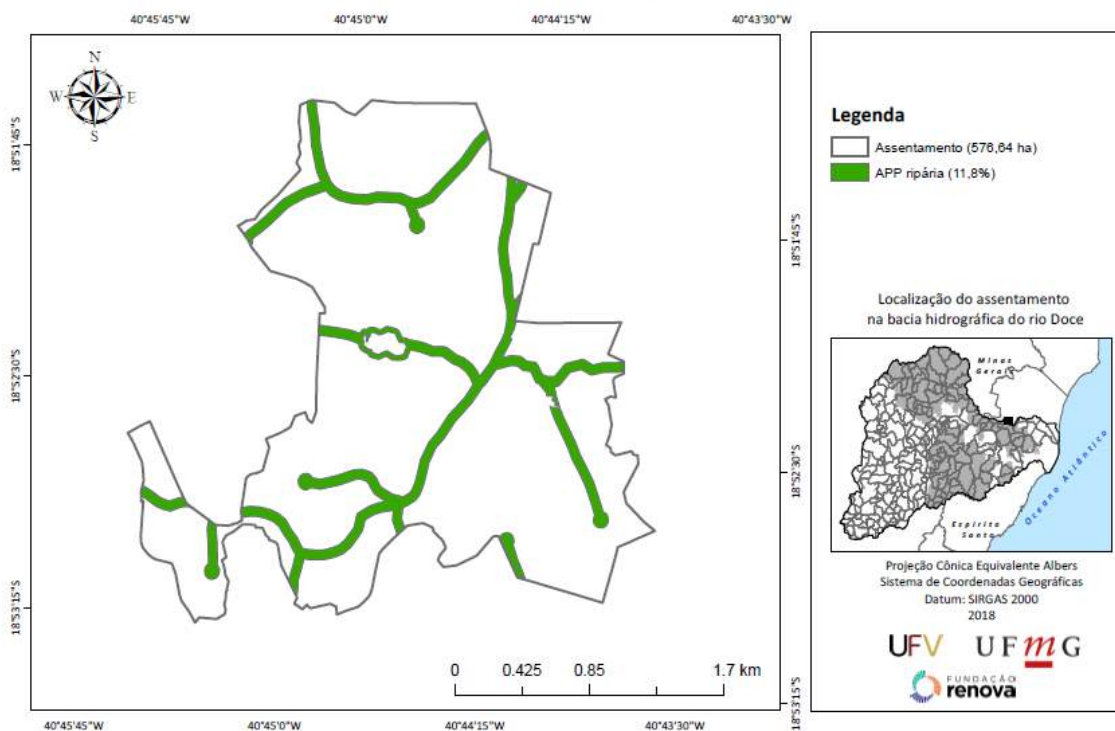 40°45'45"W
40°45'0"W
40°44'15"W
40°43'30"W
N
W
E
S
18°51'45"S
18°52'30"S
18°53'15"S
18°51'45"S
18°52'30"S
18°53'15"S
0
0.425
0.85
1.7 km
40°45'45"W
40°45'0"W
40°44'15"W
40°43'30"W
Legenda
Assentamento (576,64 ha)
APP ripária (11,8%)
Localização do assentamento
na bacia hidrográfica do rio Doce
Minas
Gerais
Oceano Atlântico
Espírito
Santo
Projeção Cônica Equivalente Albers
Sistema de Coordenadas Geográficas
Datum: SIRGAS 2000
2018
UFV
UFmG
FUNDAÇÃO
renova